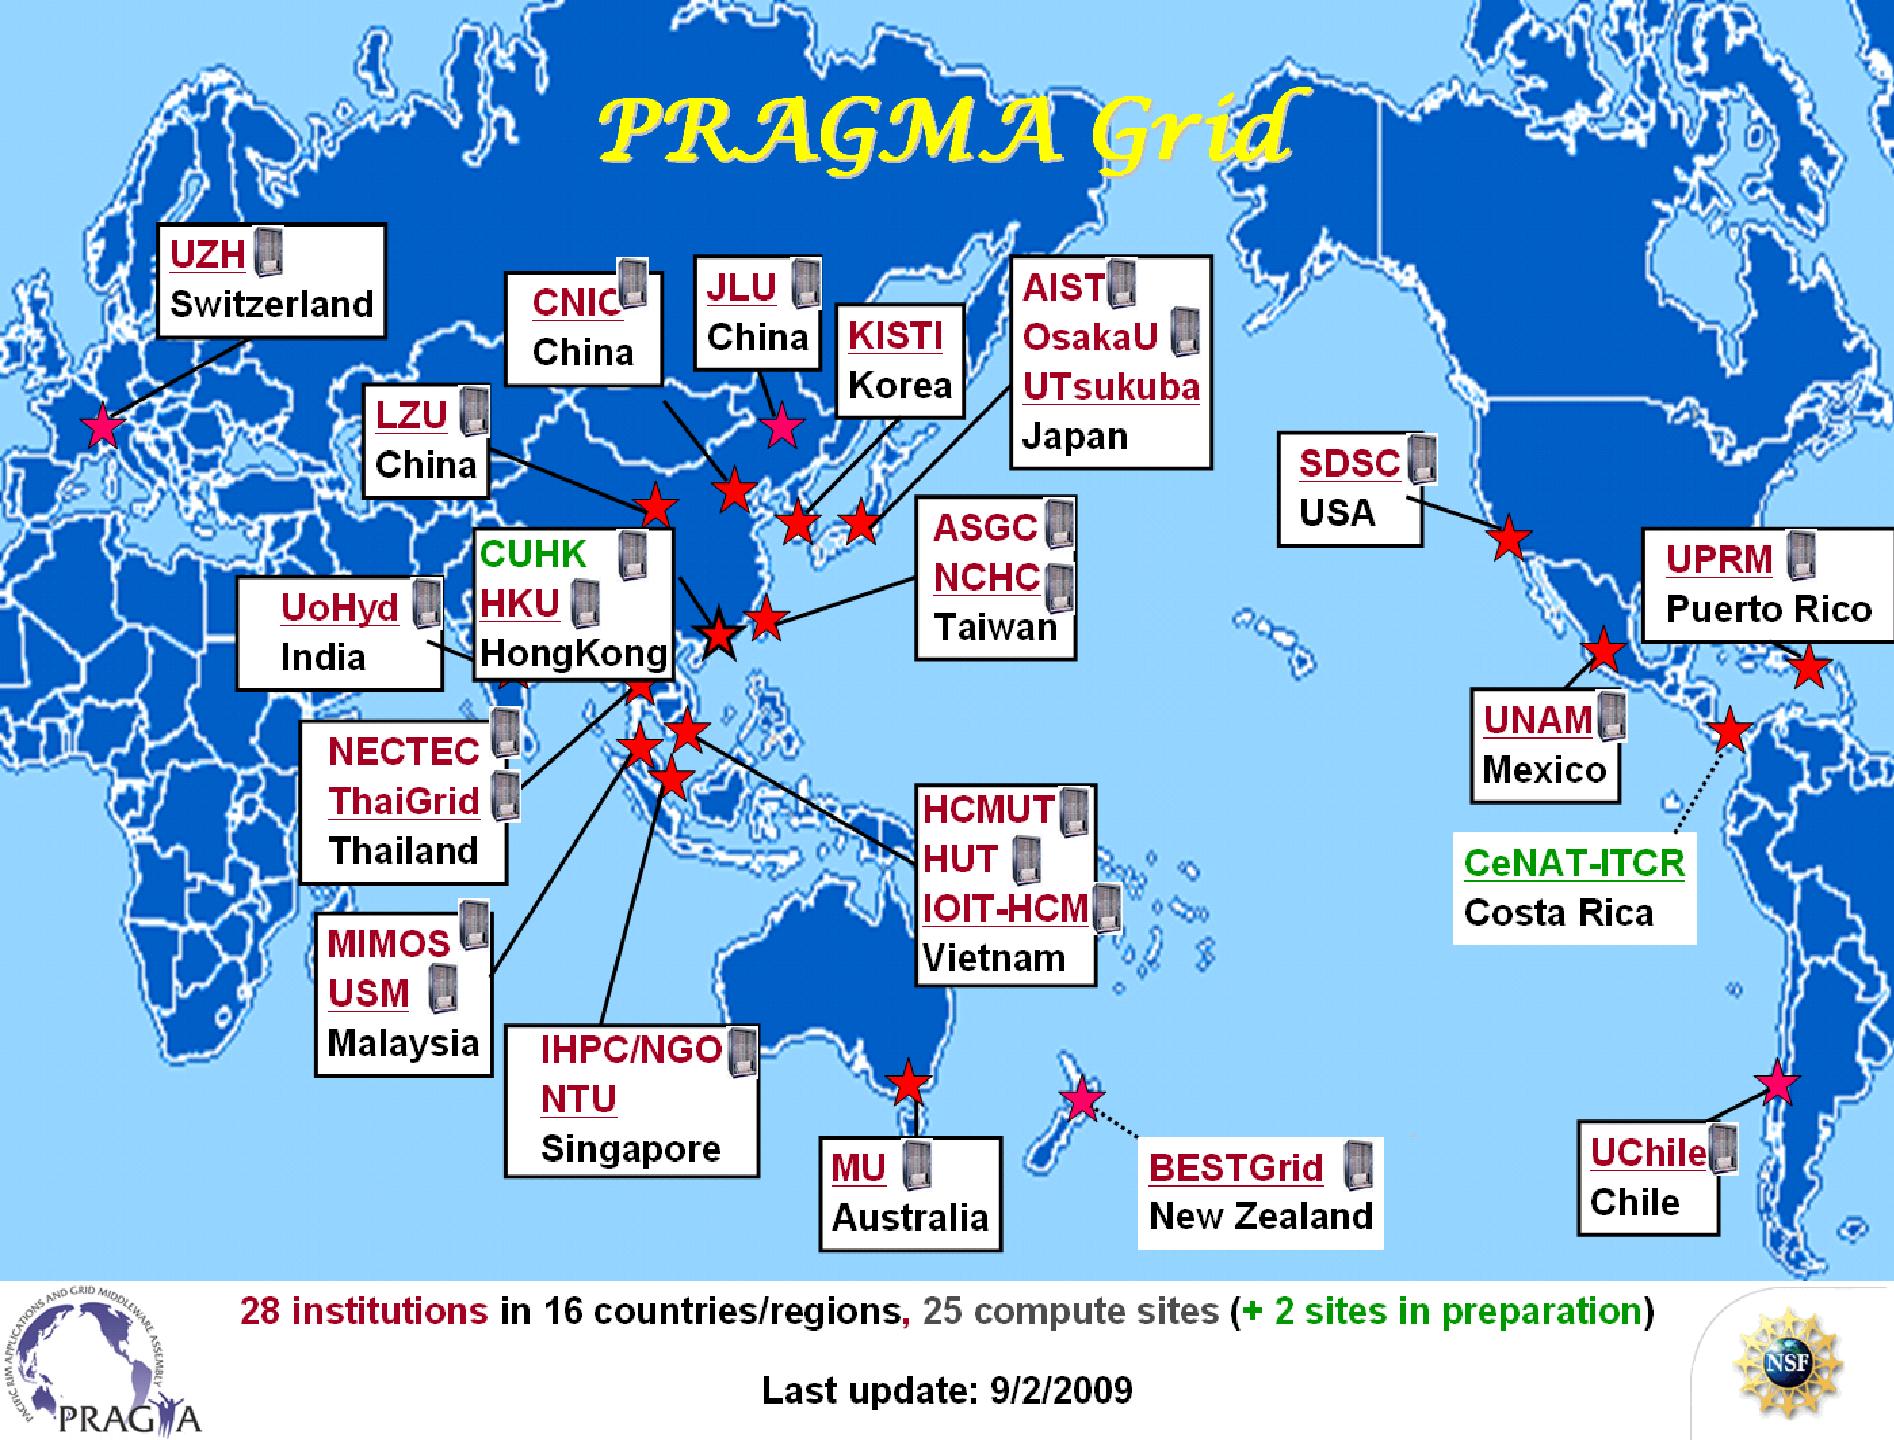 PRAGMA Grid
UZH
Switzerland
CNIC
China
JLU
China
KISTI
Korea
AIST
OsakaU
UTsukuba
Japan
LZU
China
SDSC
USA
CUHK
HKU
HongKong
ASGC
NCHC
Taiwan
UPRM
Puerto Rico
UoHyd
India
UNAM
Mexico
NECTEC
ThaiGrid
Thailand
HCMUT
HUT
IOIT-HCM
Vietnam
CeNAT-ITCR
Costa Rica
MIMOS
USM
Malaysia
IHPC/NGO
NTU
Singapore
MU
Australia
BESTGrid
New Zealand
UChile
Chile
28 institutions in 16 countries/regions, 25 compute sites (+ 2 sites in preparation)
Last update: 9/2/2009
PACIFIC RIM APPLICATIONS AND GRID MIDDLEWARE ASSEMBLY
PRAGMA
NSF